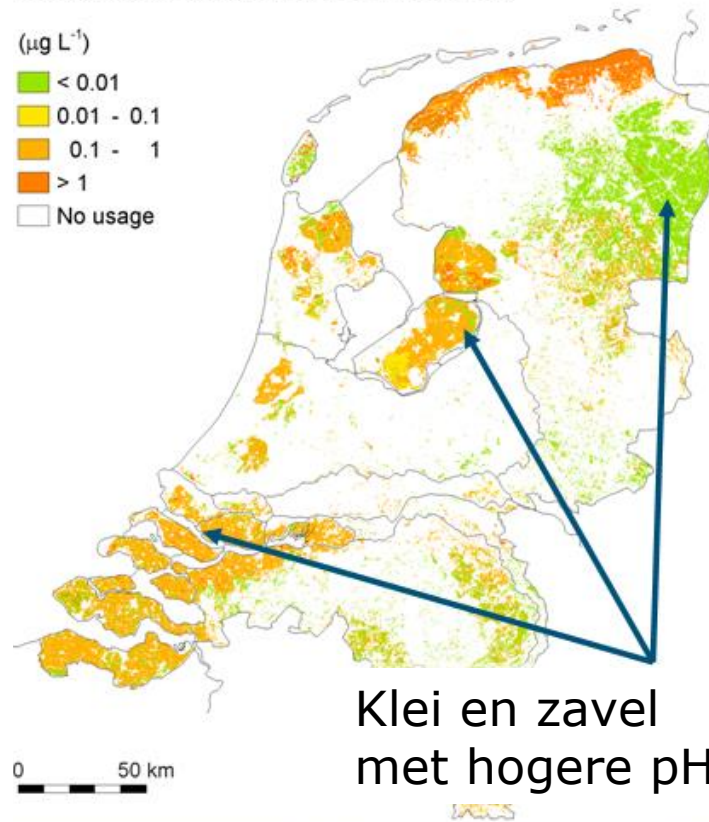 (µg L⁻¹)
< 0.01
0.01 - 0.1
0.1 - 1
> 1
No usage
Klei en zavel
met hogere pH
0 50 km